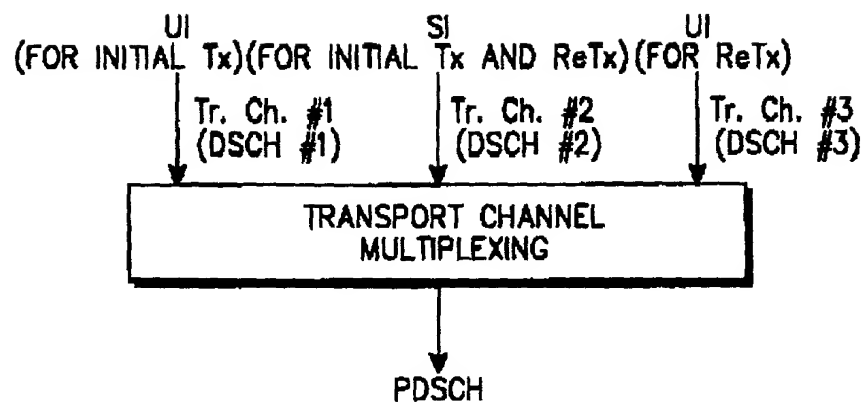 UI SI UI
(FOR INITIAL Tx)(FOR INITIAL Tx AND ReTx)(FOR ReTx)
Tr. Ch. #1 Tr. Ch. #2 Tr. Ch. #3
(DSCH #1) (DSCH #2) (DSCH #3)
TRANSPORT CHANNEL
MULTIPLEXING
PDSCH